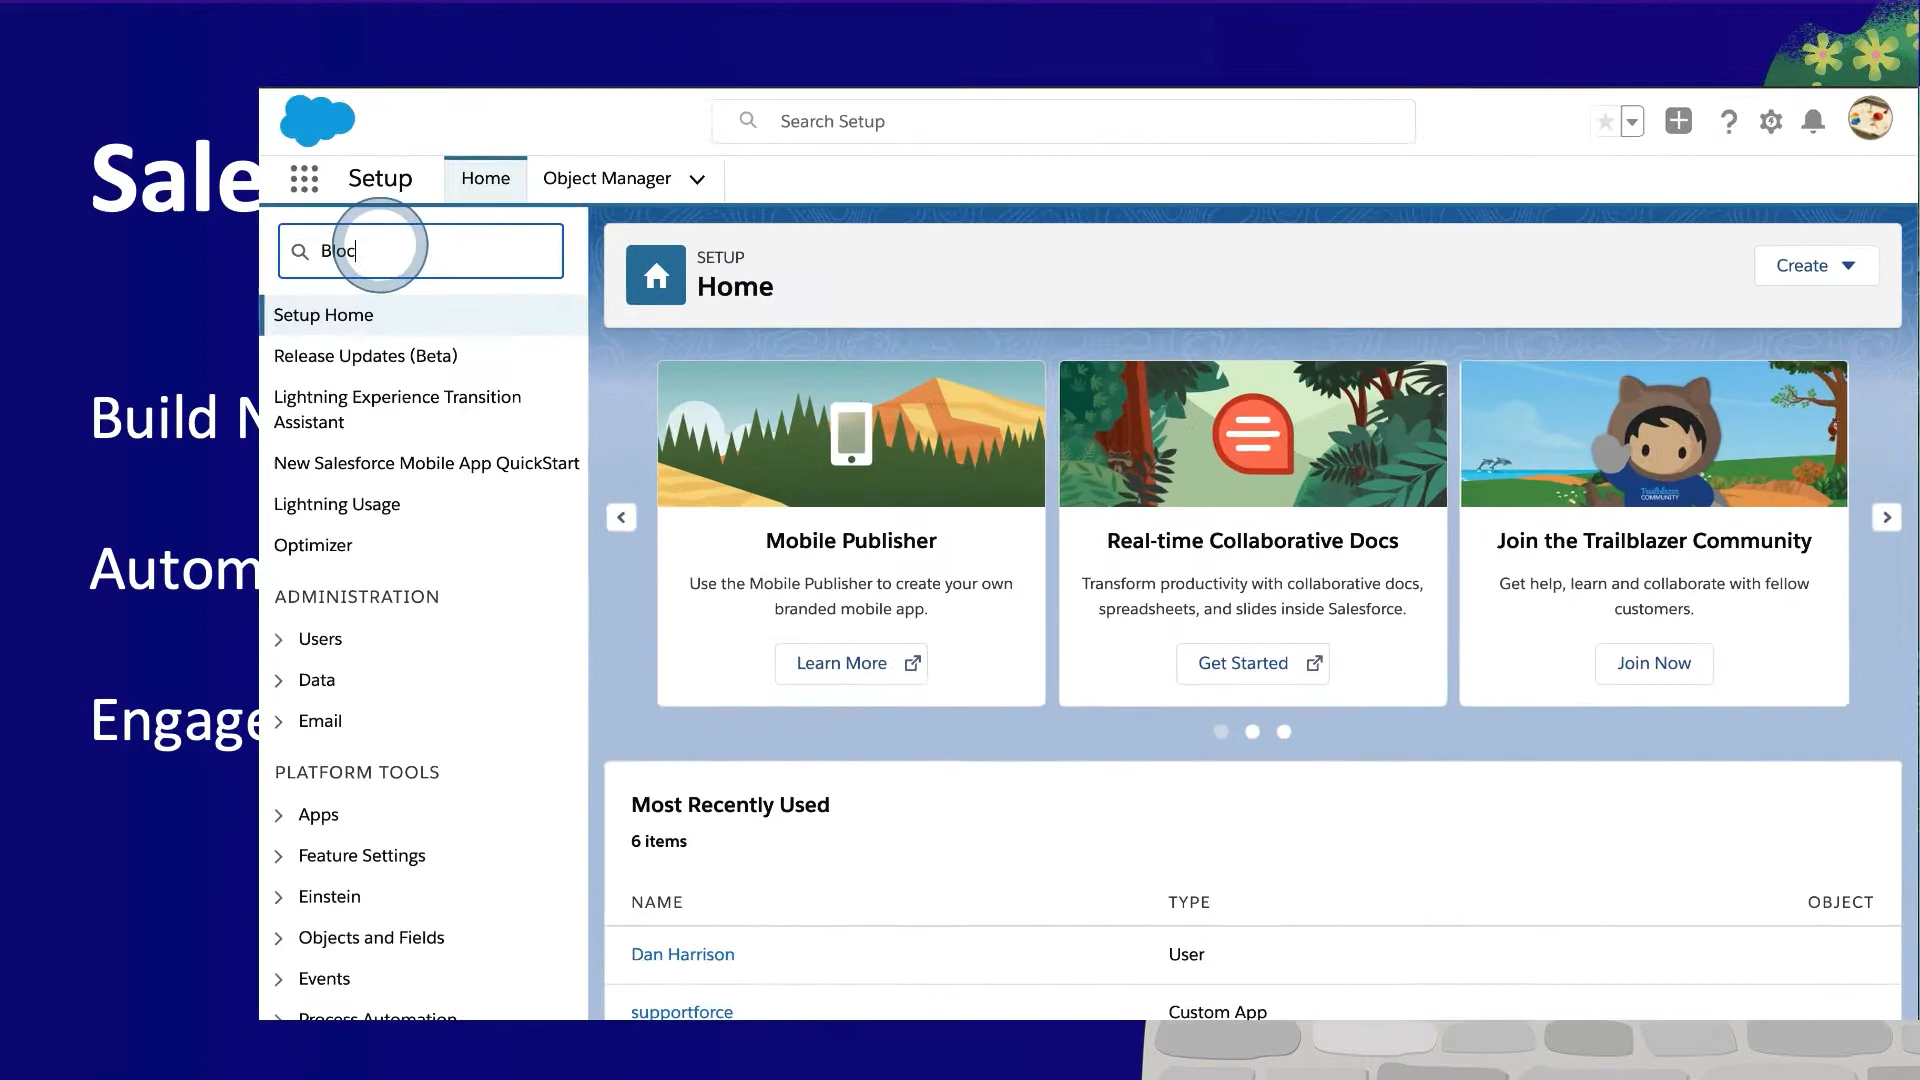 Sale
Build N
Autom
Engage
Search Setup
Setup
Home
Object Manager
Bloc
Setup Home
Release Updates (Beta)
Lightning Experience Transition
Assistant
New Salesforce Mobile App QuickStart
Lightning Usage
Optimizer
ADMINISTRATION
Users
Data
Email
PLATFORM TOOLS
Apps
Feature Settings
Einstein
Objects and Fields
Events
Process Automation
SETUP
Home
Create
Mobile Publisher
Use the Mobile Publisher to create your own
branded mobile app.
Learn More
Real-time Collaborative Docs
Transform productivity with collaborative docs,
spreadsheets, and slides inside Salesforce.
Get Started
Trailblazer
COMMUNITY
Join the Trailblazer Community
Get help, learn and collaborate with fellow
customers.
Join Now
Most Recently Used
6 items
NAME TYPE OBJECT
Dan Harrison User
supportforce Custom App